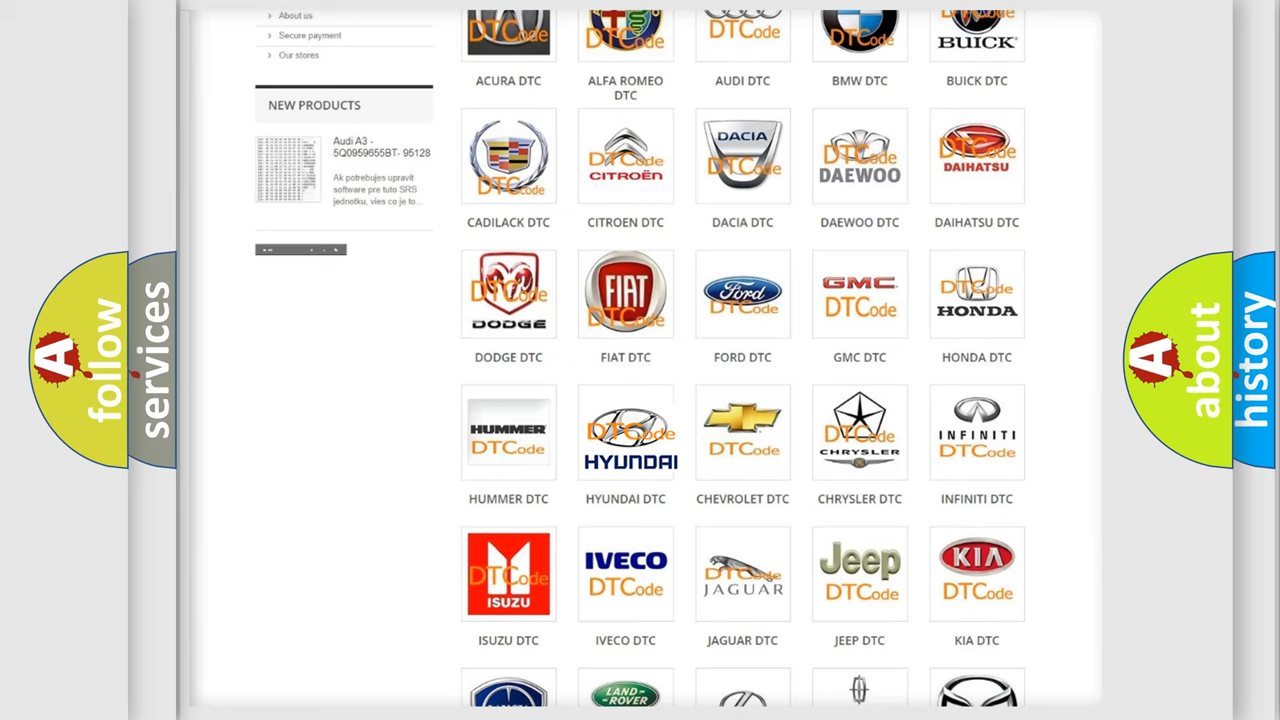 About us
Secure payment
Our stores
NEW PRODUCTS
Audi A3 -
5Q0959655BT- 95128
Ak potrebujes upravit
software pre tuto SRS
jednotku, vies co je to...
DTCode
DTCode
DTCode
DTCode
BUICK
ACURA DTC
ALFA ROMEO
DTC
AUDI DTC
BMW DTC
BUICK DTC
DTCode
DTCode
CITROËN
DACIA
DTCode
DTCode
DAEWOO
DTCode
DAIHATSU
CADILACK DTC
CITROEN DTC
DACIA DTC
DAEWOO DTC
DAIHATSU DTC
DTCode
DODGE
FIAT
DTCode
Ford
DTCode
GMC
DTCode
DTCode
HONDA
DODGE DTC
FIAT DTC
FORD DTC
GMC DTC
HONDA DTC
HUMMER
DTCode
DTCode
HYUNDAI
DTCode
DTCode
CHRYSLER
INFINITI
DTCode
HUMMER DTC
HYUNDAI DTC
CHEVROLET DTC
CHRYSLER DTC
INFINITI DTC
DTCode
ISUZU
IVECO
DTCode
DTCode
JAGUAR
Jeep
DTCode
KIA
DTCode
ISUZU DTC
IVECO DTC
JAGUAR DTC
JEEP DTC
KIA DTC
LAND-
ROVER
A
follow
services
A
about
history